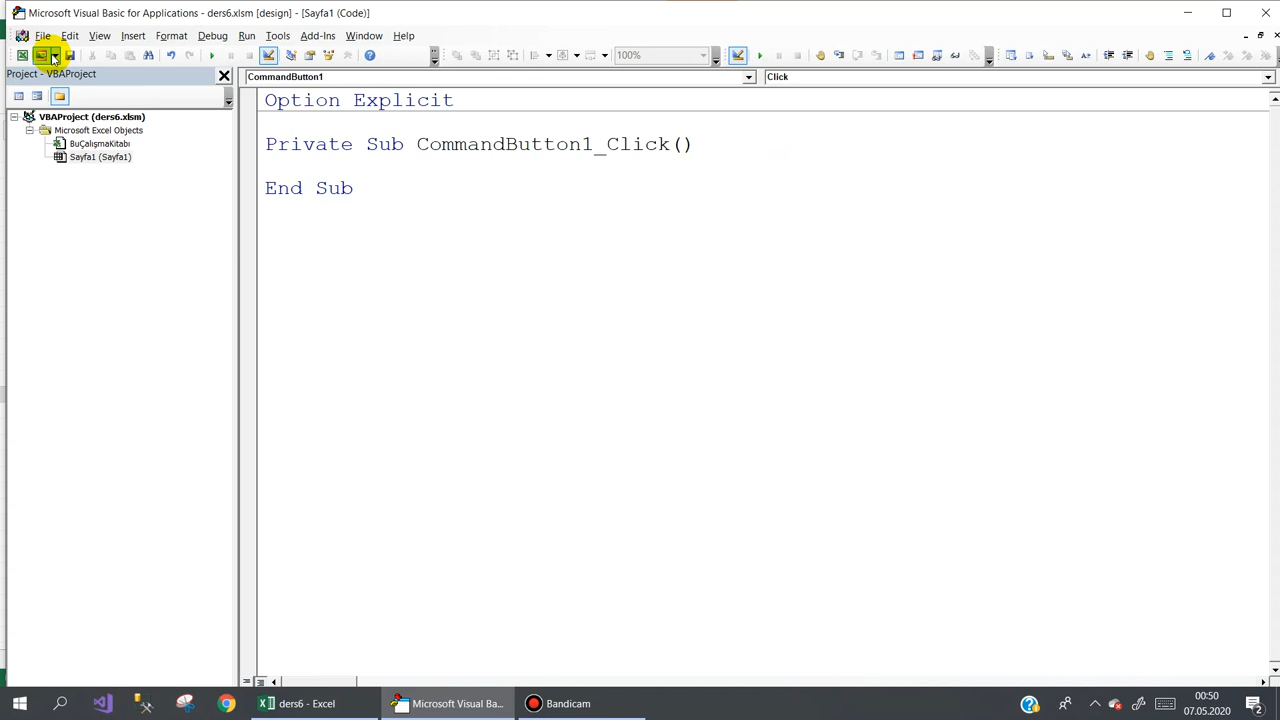 Microsoft Visual Basic for Applications - ders6.xlsm [design] - [Sayfa1 (Code)]
File Edit View Insert Format Debug Run Tools Add-Ins Window Help
100%
Project - VBAProject
CommandButton1
Click
VBAProject (ders6.xlsm)
Microsoft Excel Objects
BuÇalışmaKitabı
Sayfa1 (Sayfa1)
Option Explicit
Private Sub CommandButton1_Click()
End Sub
ders6 - Excel
Microsoft Visual Ba...
Bandicam
00:50
07.05.2020
2